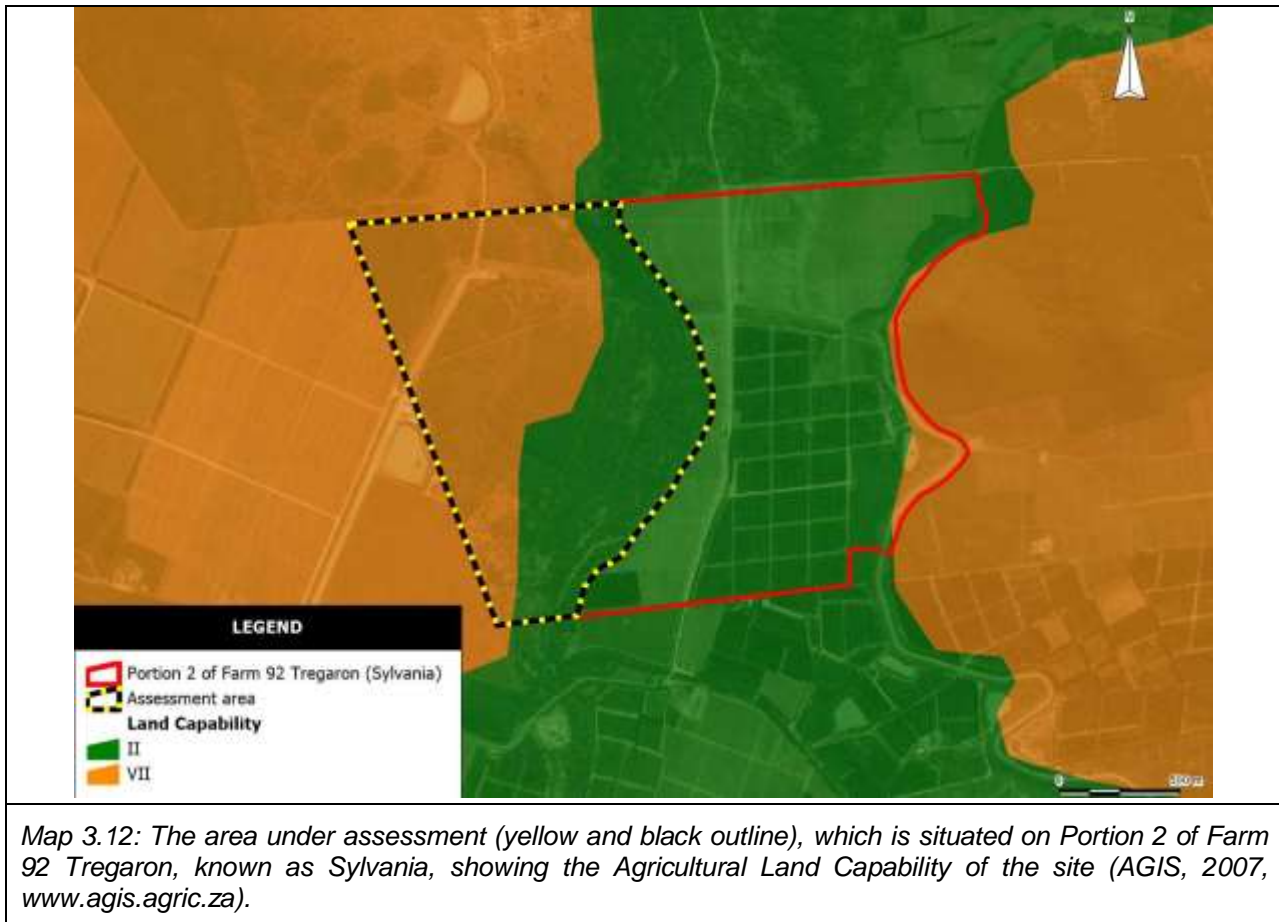 N
LEGEND
Portion 2 of Farm 92 Tregaron (Sylvania)
Assessment area
Land Capability
II
VII
0
Map 3.12: The area under assessment (yellow and black outline), which is situated on Portion 2 of Farm
92 Tregaron, known as Sylvania, showing the Agricultural Land Capability of the site (AGIS, 2007,
www.agis.agric.za).